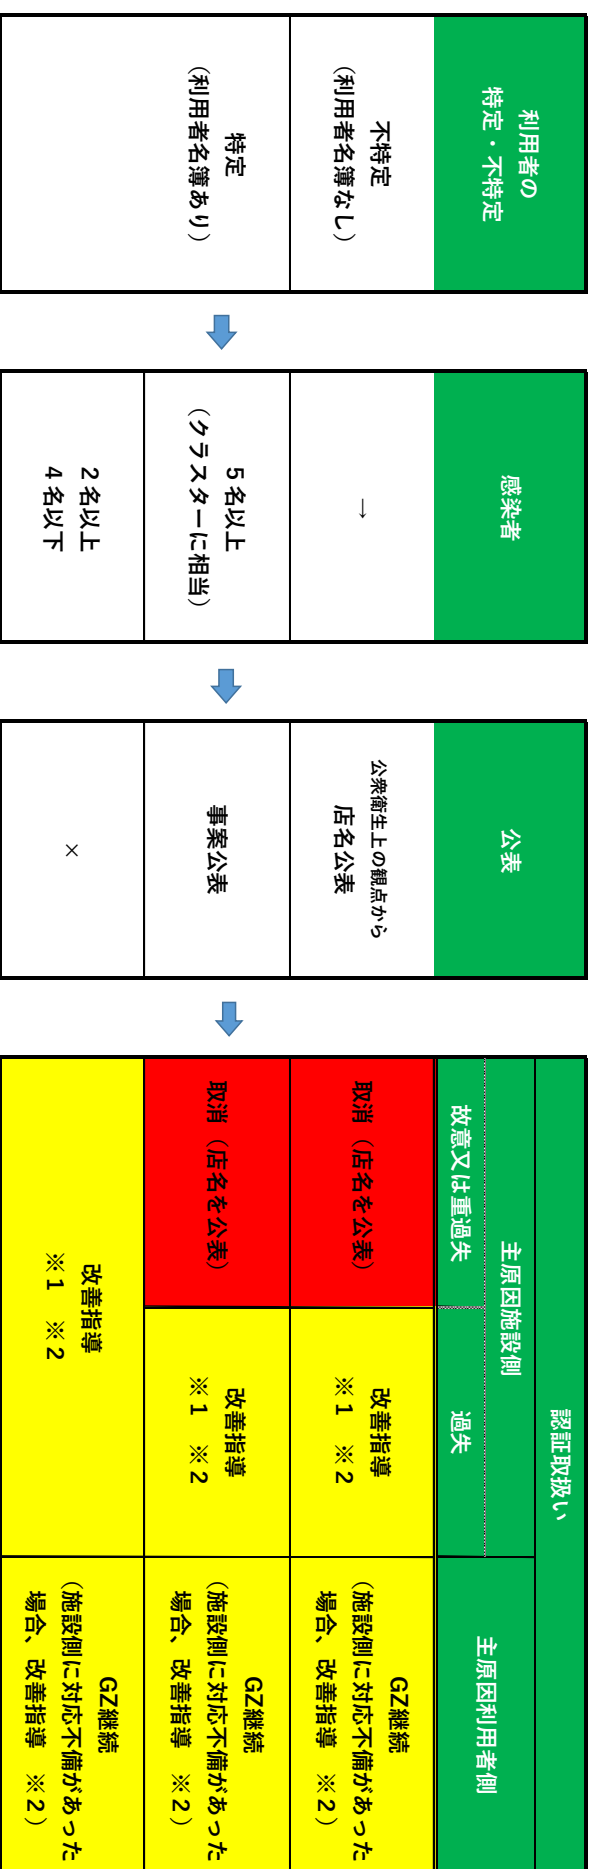 利用者の
特定・不特定
不特定
（利用者名簿なし）
特定
（利用者名簿あり）
感染者
→
５名以上
（クラスターに相当）
２名以上
４名以下
公表
公衆衛生上の観点から
店名公表
事案公表
×
認証取扱い
主原因施設側
主原因利用者側
故意又は重過失
過失
取消（店名を公表）
改善指導
※１　※２
GZ継続
（施設側に対応不備があった
場合、改善指導　※２）
取消（店名を公表）
改善指導
※１　※２
GZ継続
（施設側に対応不備があった
場合、改善指導　※２）
改善指導
※１　※２
GZ継続
（施設側に対応不備があった
場合、改善指導　※２）